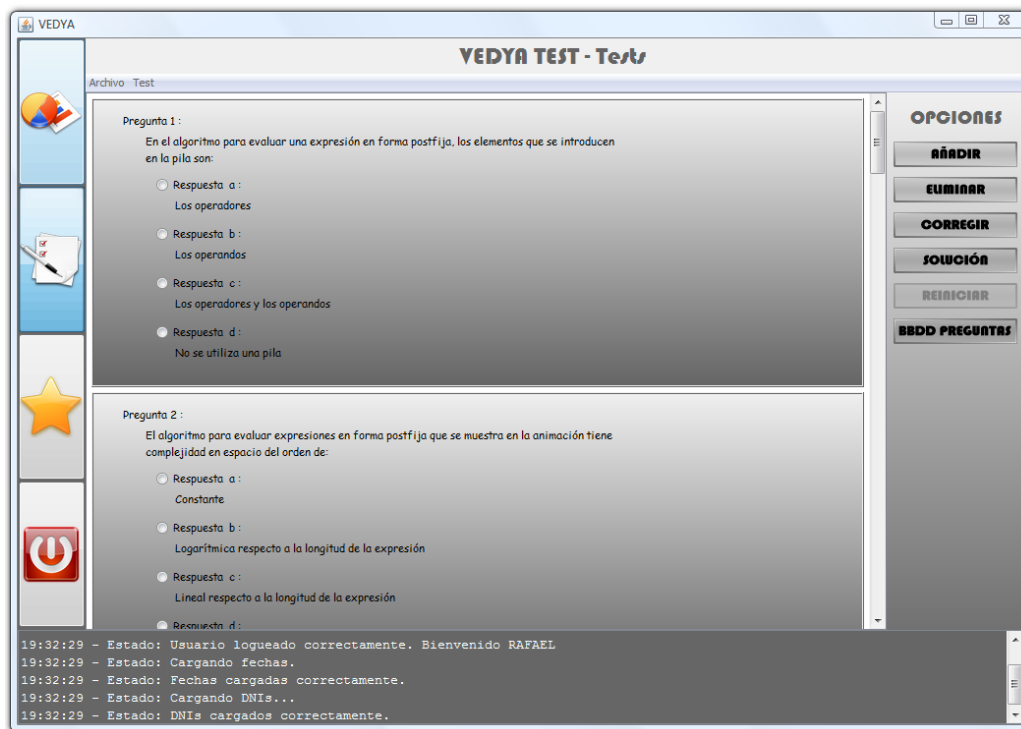 VEDYA
VEDYA TEST - Tests
Archivo Test
Pregunta 1 :
En el algoritmo para evaluar una expresión en forma postfija, los elementos que se introducen
en la pila son:
Respuesta a :
Los operadores
Respuesta b :
Los operandos
Respuesta c :
Los operadores y los operandos
Respuesta d :
No se utiliza una pila
Pregunta 2 :
El algoritmo para evaluar expresiones en forma postfija que se muestra en la animación tiene
complejidad en espacio del orden de:
Respuesta a :
Constante
Respuesta b :
Logarítmica respecto a la longitud de la expresión
Respuesta c :
Lineal respecto a la longitud de la expresión
Respuesta d :
OPCIONES
AÑADIR
ELIMINAR
CORREGIR
SOLUCIÓN
REINICIAR
BBDD PREGUNTAS
19:32:29 - Estado: Usuario logueado correctamente. Bienvenido RAFAEL
19:32:29 - Estado: Cargando fechas.
19:32:29 - Estado: Fechas cargadas correctamente.
19:32:29 - Estado: Cargando DNIs...
19:32:29 - Estado: DNIs cargados correctamente.